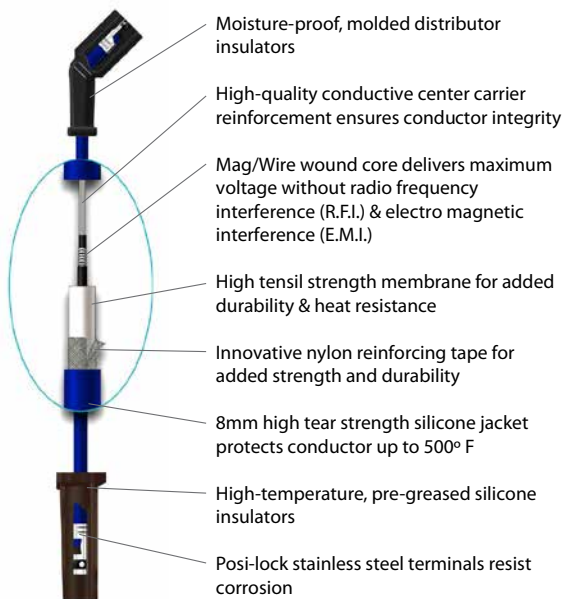 Moisture-proof, molded distributor
insulators
High-quality conductive center carrier
reinforcement ensures conductor integrity
Mag/Wire wound core delivers maximum
voltage without radio frequency
interference (R.F.I.) & electro magnetic
interference (E.M.I.)
High tensil strength membrane for added
durability & heat resistance
Innovative nylon reinforcing tape for
added strength and durability
8mm high tear strength silicone jacket
protects conductor up to 500º F
High-temperature, pre-greased silicone
insulators
Posi-lock stainless steel terminals resist
corrosion